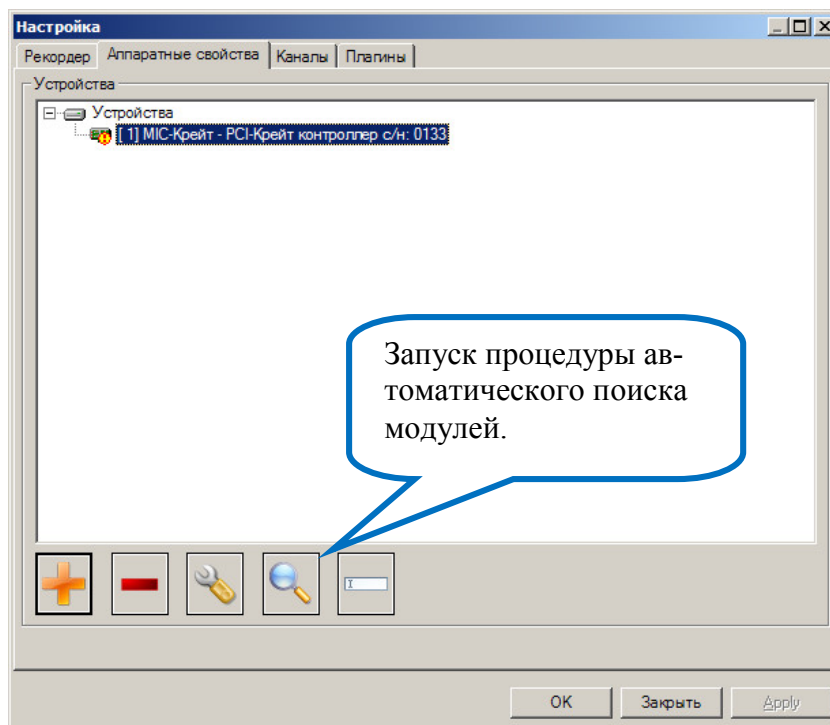 Настройка
Рекордер Аппаратные свойства Каналы Плагины
Устройства
Устройства
[ 1] MIC-Крейт - PCI-Крейт контроллер с/н: 0133
Запуск процедуры ав-
томатического поиска
модулей.
OK Закрыть Apply